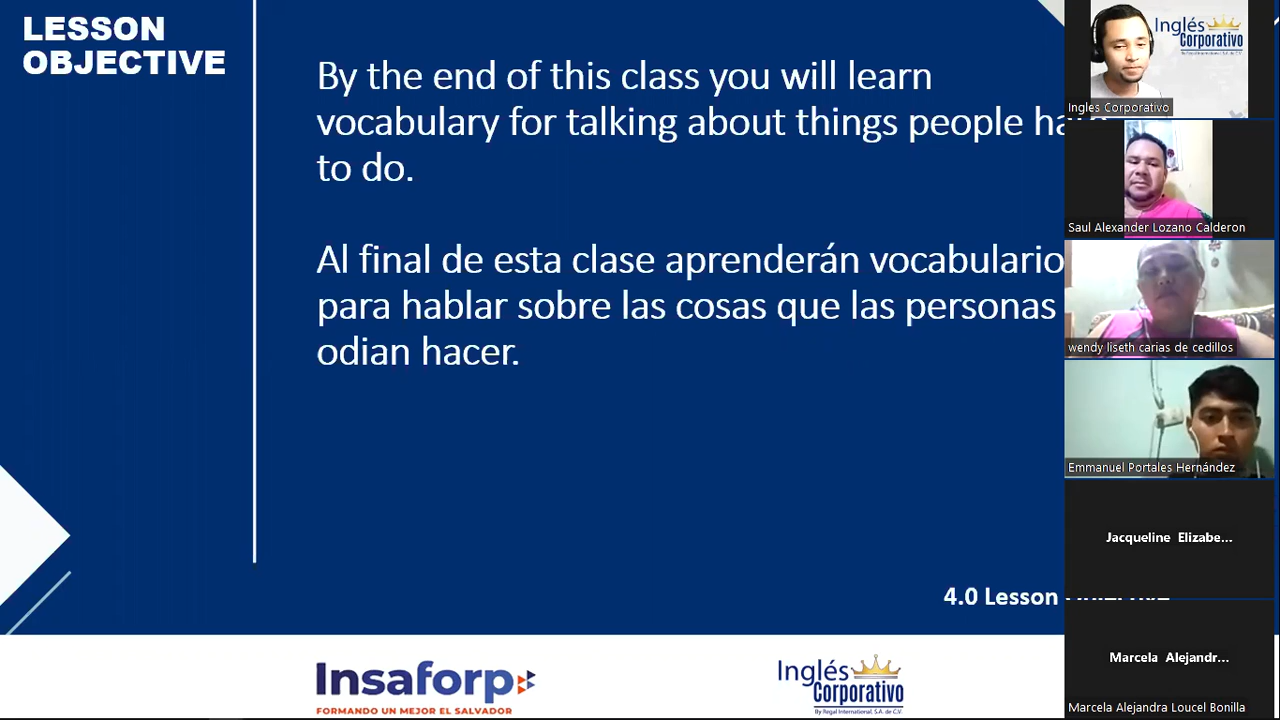 LESSON
OBJECTIVE
By the end of this class you will learn
vocabulary for talking about things people
to do.
Al final de esta clase aprenderán vocabulario
para hablar sobre las cosas que las personas
odian hacer.
4.0 Lesson
Insaforp
FORMANDO UN MEJOR EL SALVADOR
Inglés
Corporativo
By Regal International, S.A. de C.V.
Inglés
Corporativo
Ingles Corporativo
Saul Alexander Lozano Calderon
wendy liseth carias de cedillos
Emmanuel Portales Hernández
Jacqueline Elizabe...
Marcela Alejandr...
Marcela Alejandra Loucel Bonilla